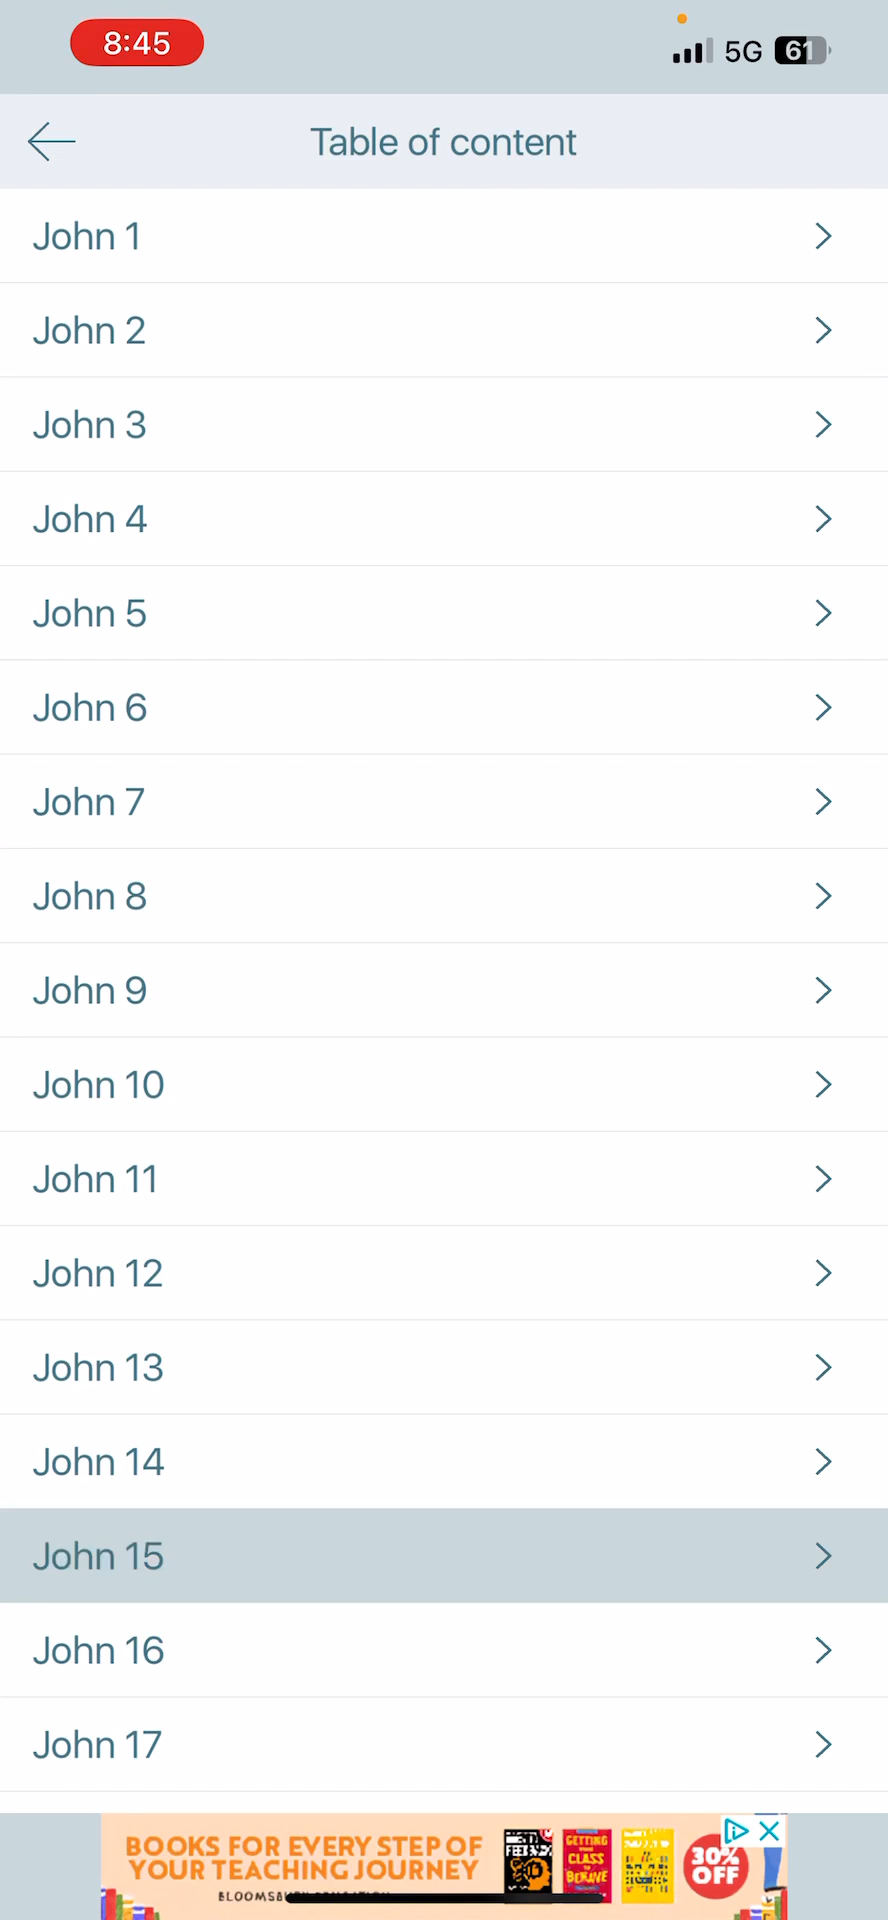 8:45
5G
61
Table of content
John 1
John 2
John 3
John 4
John 5
John 6
John 7
John 8
John 9
John 10
John 11
John 12
John 13
John 14
John 15
John 16
John 17
BOOKS FOR EVERY STEP OF
YOUR TEACHING JOURNEY
GETTING
CLASS
TO
BEHAVE
30%
OFF